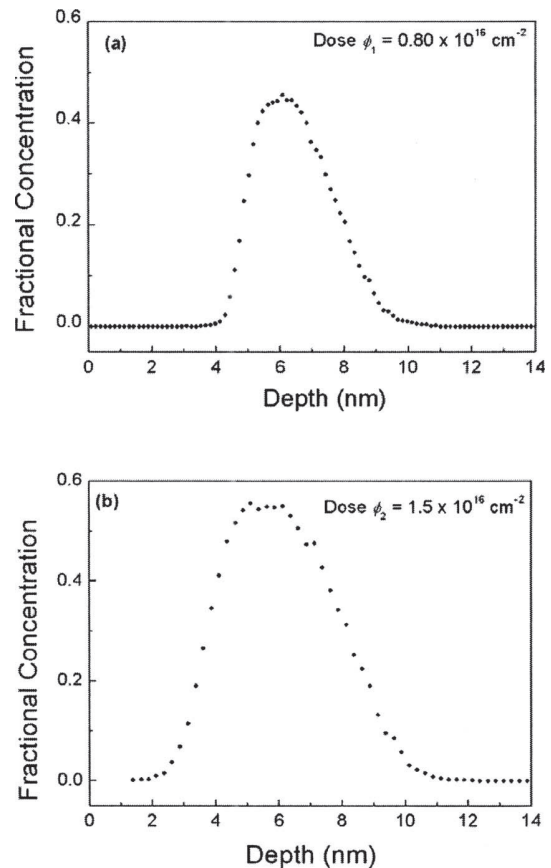 (a) Dose ϕ₁ = 0.80 x 10¹⁶ cm⁻²
Fractional Concentration
0.6
0.4
0.2
0.0
0 2 4 6 8 10 12 14
Depth (nm)
(b) Dose ϕ₂ = 1.5 x 10¹⁶ cm⁻²
Fractional Concentration
0.6
0.4
0.2
0.0
0 2 4 6 8 10 12 14
Depth (nm)